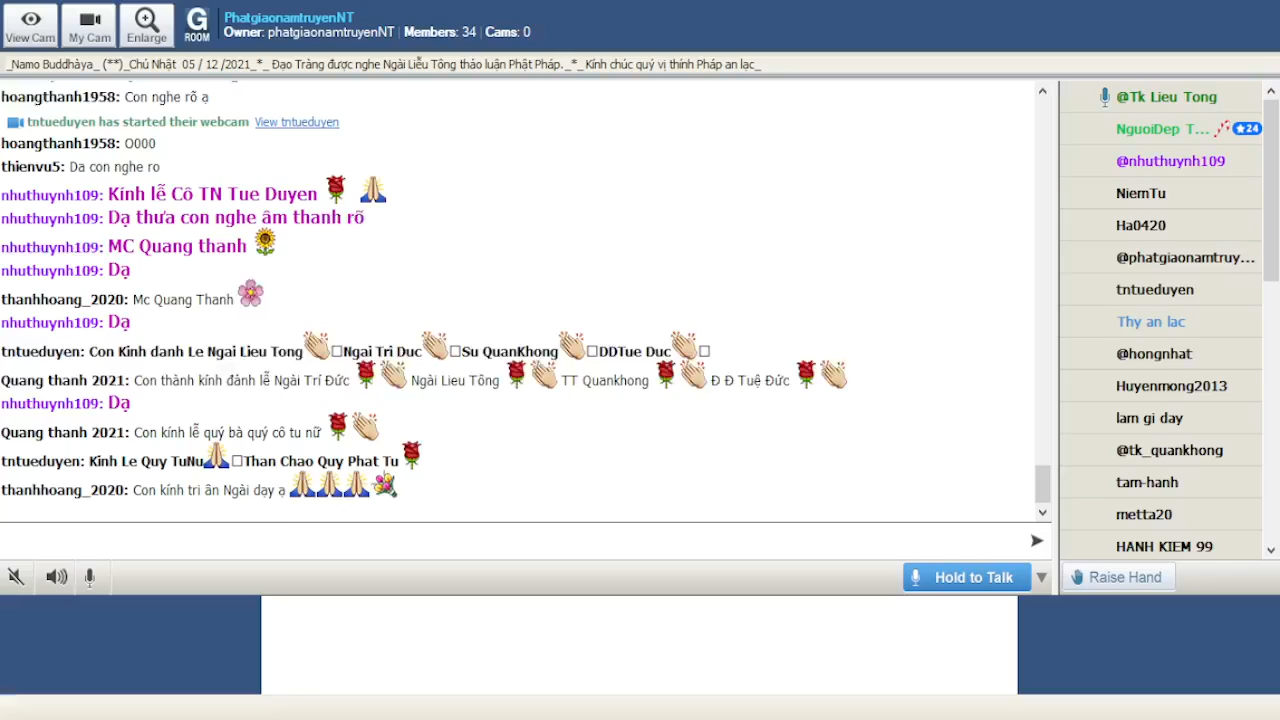 View Cam
My Cam
Enlarge
G
ROOM
PhatgiaonamtruyenNT
Owner: phatgiaonamtruyenNT | Members: 34 | Cams: 0
_Namo Buddhàya_ (**)_Chủ Nhật 05 / 12 /2021_*_ Đạo Tràng được nghe Ngài Liễu Tông thảo luận Phật Pháp._*_Kính chúc quý vị thính Pháp an lạc_
hoangthanh1958: Con nghe rõ ạ
tntueduyen has started their webcam View tntueduyen
hoangthanh1958: O000
thienvu5: Da con nghe ro
nhuthuynh109: Kính lễ Cô TN Tue Duyen 🌹 🙏
nhuthuynh109: Dạ thưa con nghe âm thanh rõ
nhuthuynh109: MC Quang thanh 🌻
nhuthuynh109: Dạ
thanhhoang_2020: Mc Quang Thanh 🌸
nhuthuynh109: Dạ
tntueduyen: Con Kinh danh Le Ngai Lieu Tong👏□Ngai Tri Duc👏□Su QuanKhong👏□DDTue Duc👏□
Quang thanh 2021: Con thành kính đảnh lễ Ngài Trí Đức 🌹👏 Ngài Lieu Tông 🌹👏 TT Quankhong 🌹👏 Đ Đ Tuệ Đức 🌹👏
nhuthuynh109: Dạ
Quang thanh 2021: Con kính lễ quý bà quý cô tu nữ 🌹👏
tntueduyen: Kinh Le Quy TuNu🙏□Than Chao Quy Phat Tu 🌹
thanhhoang_2020: Con kính tri ân Ngài dạy ạ 🙏🙏🙏💐
Hold to Talk
@Tk Lieu Tong
NguoiDep T... 24
@nhuthuynh109
NiemTu
Ha0420
@phatgiaonamtruy...
tntueduyen
Thy an lac
@hongnhat
Huyenmong2013
lam gi day
@tk_quankhong
tam-hanh
metta20
HANH KIEM 99
Raise Hand